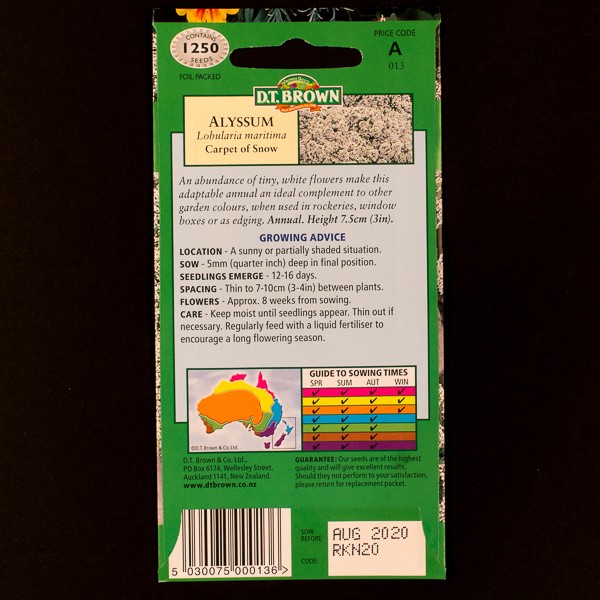 CONTAINS
1250
SEEDS
FOIL PACKED
PRICE CODE
A
013
D.T. BROWN
ALYSSUM
Lobularia maritima
Carpet of Snow
An abundance of tiny, white flowers make this
adaptable annual an ideal complement to other
garden colours, when used in rockeries, window
boxes or as edging. Annual. Height 7.5cm (3in).
GROWING ADVICE
LOCATION - A sunny or partially shaded situation.
SOW - 5mm (quarter inch) deep in final position.
SEEDLINGS EMERGE - 12-16 days.
SPACING - Thin to 7-10cm (3-4in) between plants.
FLOWERS - Approx. 8 weeks from sowing.
CARE - Keep moist until seedlings appear. Thin out if
necessary. Regularly feed with a liquid fertiliser to
encourage a long flowering season.
GUIDE TO SOWING TIMES
SPR SUM AUT WIN
©D.T. Brown & Co. Ltd.
D.T. Brown & Co. Ltd.,
PO Box 6174, Wellesley Street,
Auckland 1141, New Zealand.
www.dtbrown.co.nz
GUARANTEE: Our seeds are of the highest
quality and will give excellent results.
Should they not perform to your satisfaction,
please return for replacement packet.
SOW
BEFORE:
AUG 2020
CODE:
RKN20
5 030075 000136 >